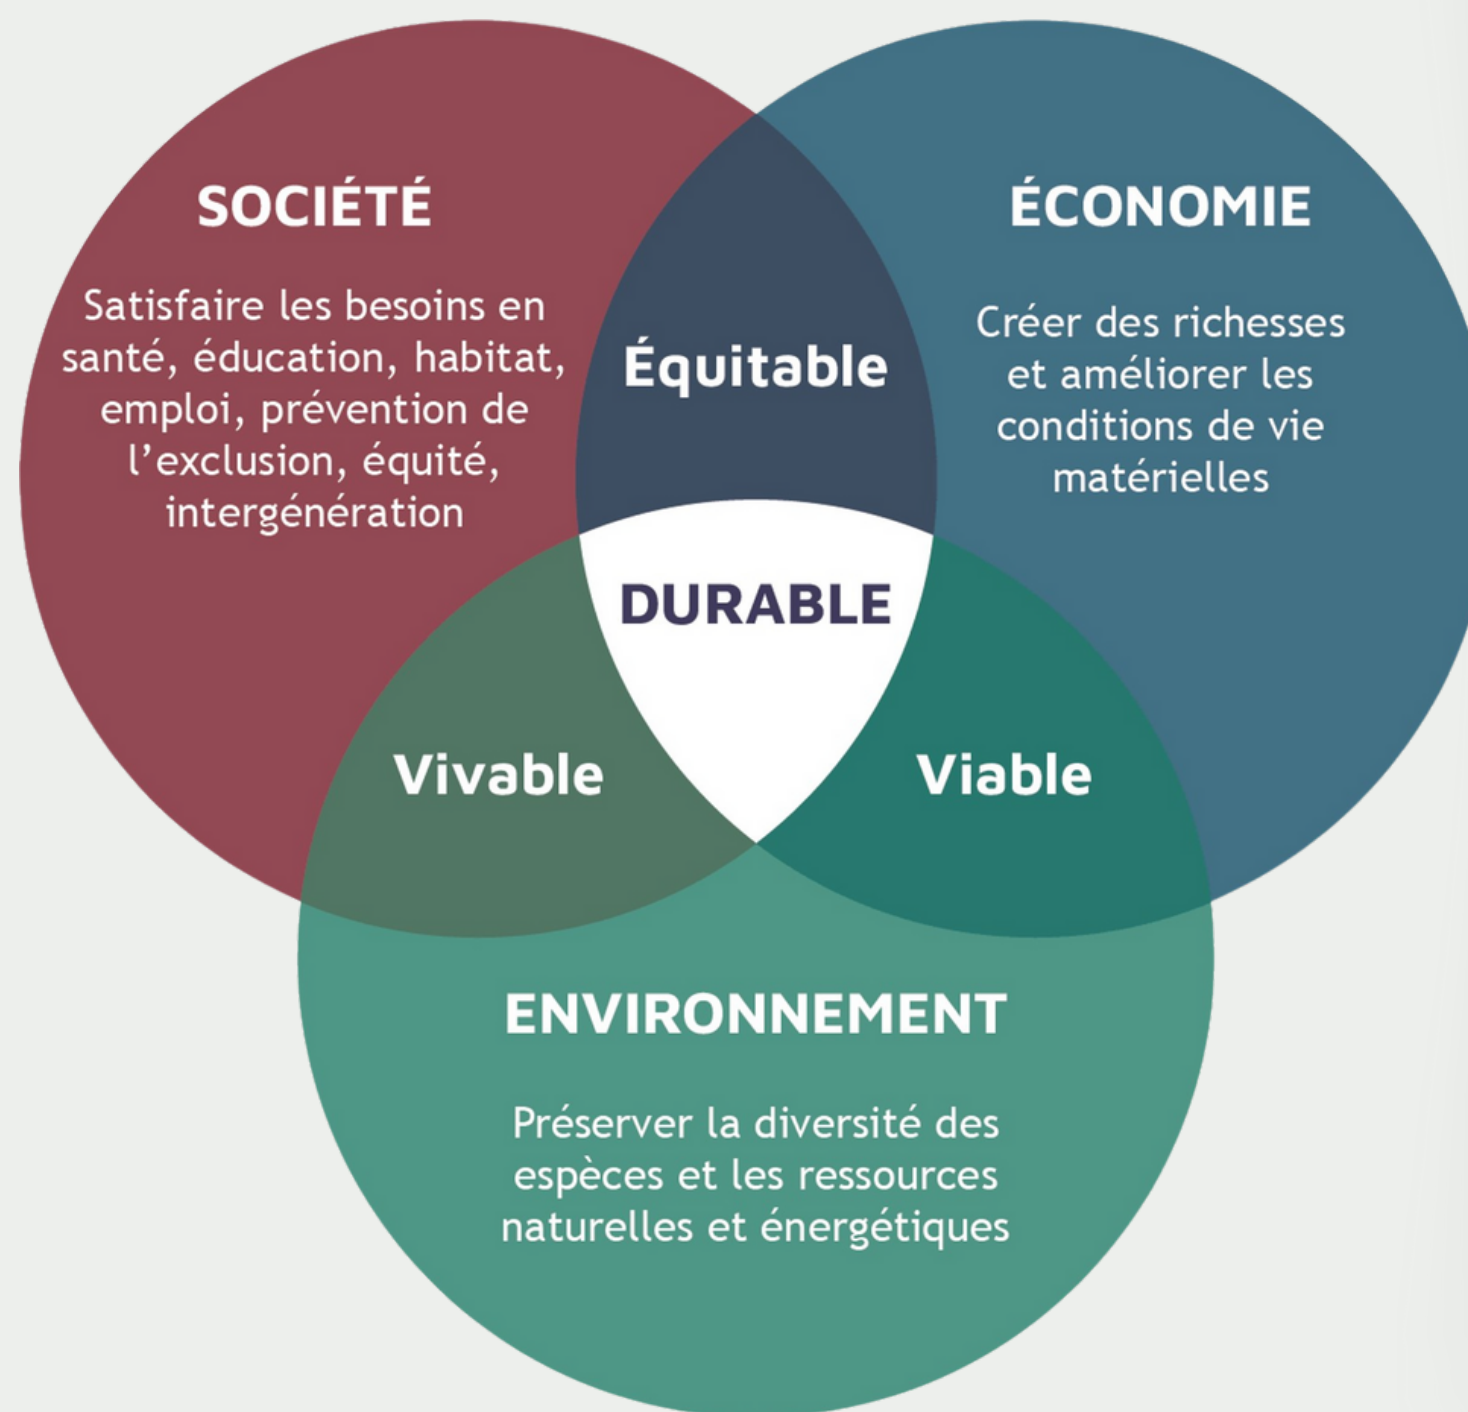 SOCIÉTÉ
Satisfaire les besoins en
santé, éducation, habitat,
emploi, prévention de
l’exclusion, équité,
intergénération
Équitable
ÉCONOMIE
Créer des richesses
et améliorer les
conditions de vie
matérielles
DURABLE
Vivable
Viable
ENVIRONNEMENT
Préserver la diversité des
espèces et les ressources
naturelles et énergétiques